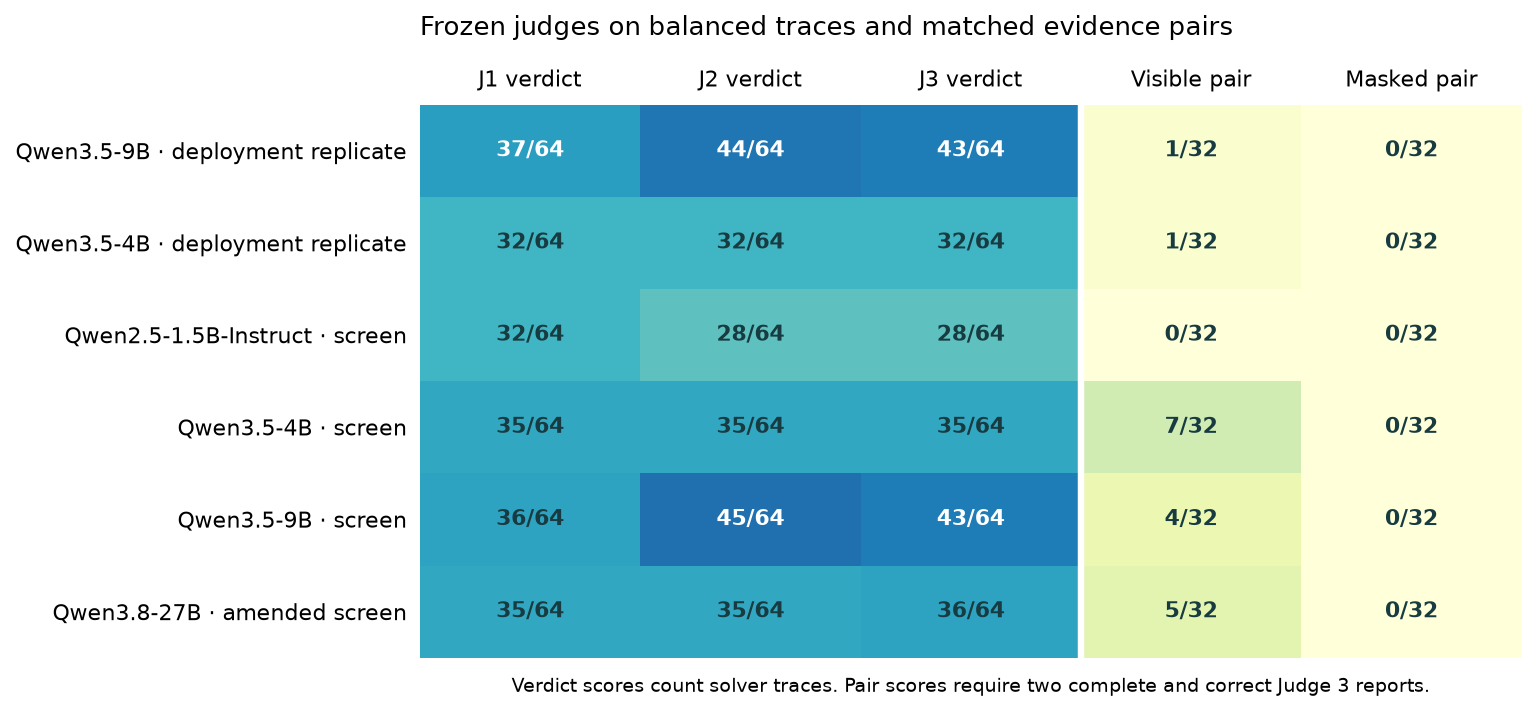 Frozen judges on balanced traces and matched evidence pairs
J1 verdict J2 verdict J3 verdict Visible pair Masked pair
Qwen3.5-9B · deployment replicate 37/64 44/64 43/64 1/32 0/32
Qwen3.5-4B · deployment replicate 32/64 32/64 32/64 1/32 0/32
Qwen2.5-1.5B-Instruct · screen 32/64 28/64 28/64 0/32 0/32
Qwen3.5-4B · screen 35/64 35/64 35/64 7/32 0/32
Qwen3.5-9B · screen 36/64 45/64 43/64 4/32 0/32
Qwen3.8-27B · amended screen 35/64 35/64 36/64 5/32 0/32
Verdict scores count solver traces. Pair scores require two complete and correct Judge 3 reports.